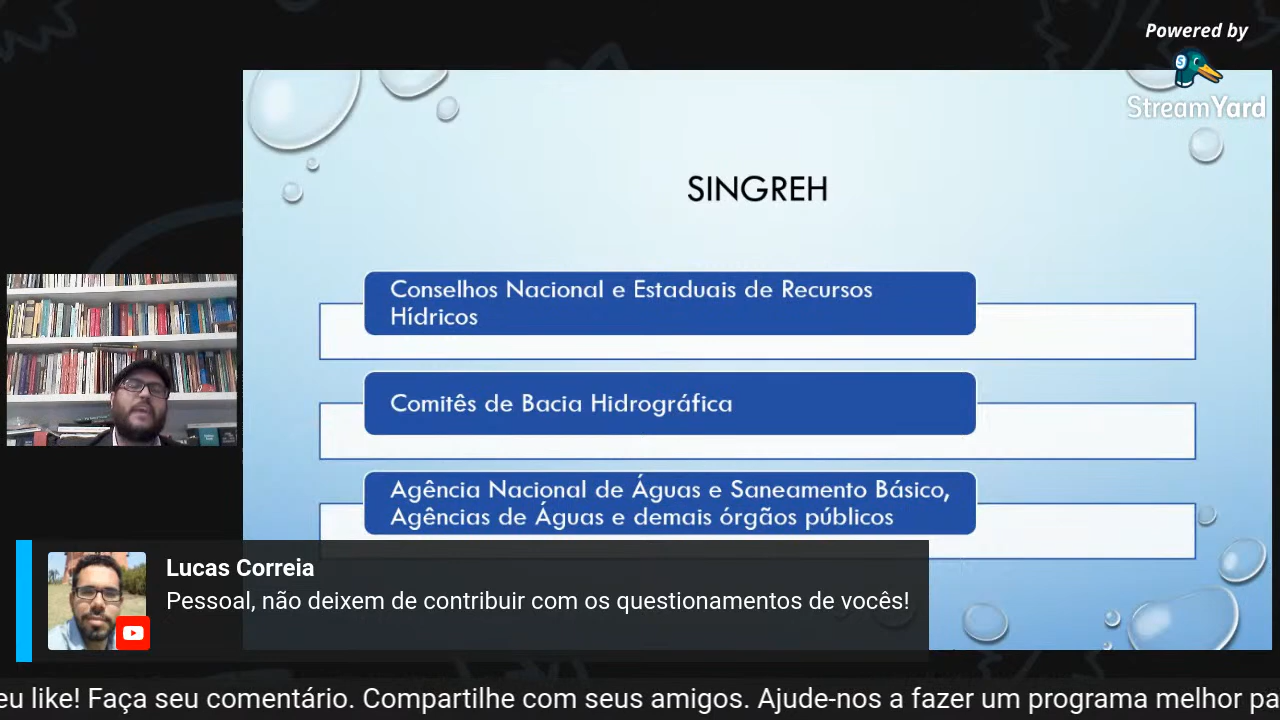 Powered by
StreamYard
SINGREH
Conselhos Nacional e Estaduais de Recursos
Hídricos
Comitês de Bacia Hidrográfica
Agência Nacional de Águas e Saneamento Básico,
Agências de Águas e demais órgãos públicos
Lucas Correia
Pessoal, não deixem de contribuir com os questionamentos de vocês!
eu like! Faça seu comentário. Compartilhe com seus amigos. Ajude-nos a fazer um programa melhor pa